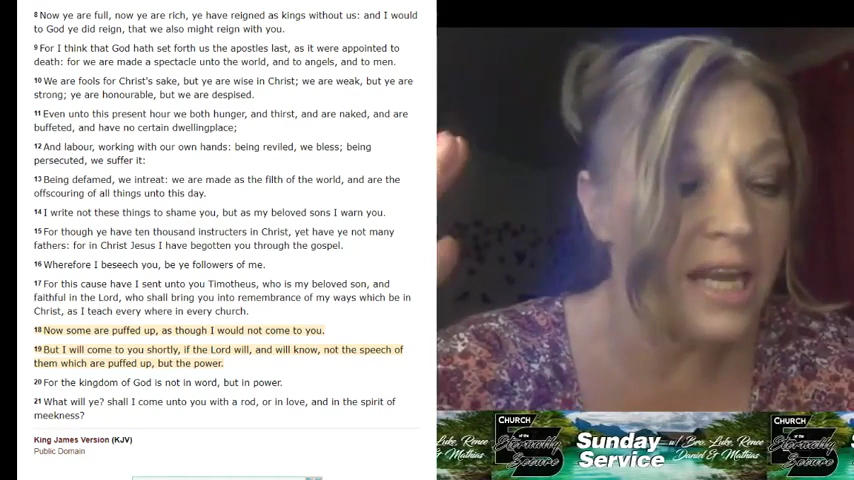 8 Now ye are full, now ye are rich, ye have reigned as kings without us: and I would
to God ye did reign, that we also might reign with you.
9 For I think that God hath set forth us the apostles last, as it were appointed to
death: for we are made a spectacle unto the world, and to angels, and to men.
10 We are fools for Christ's sake, but ye are wise in Christ; we are weak, but ye are
strong; ye are honourable, but we are despised.
11 Even unto this present hour we both hunger, and thirst, and are naked, and are
buffeted, and have no certain dwellingplace;
12 And labour, working with our own hands: being reviled, we bless; being
persecuted, we suffer it:
13 Being defamed, we intreat: we are made as the filth of the world, and are the
offscouring of all things unto this day.
14 I write not these things to shame you, but as my beloved sons I warn you.
15 For though ye have ten thousand instructers in Christ, yet have ye not many
fathers: for in Christ Jesus I have begotten you through the gospel.
16 Wherefore I beseech you, be ye followers of me.
17 For this cause have I sent unto you Timotheus, who is my beloved son, and
faithful in the Lord, who shall bring you into remembrance of my ways which be in
Christ, as I teach every where in every church.
18 Now some are puffed up, as though I would not come to you.
19 But I will come to you shortly, if the Lord will, and will know, not the speech of
them which are puffed up, but the power.
20 For the kingdom of God is not in word, but in power.
21 What will ye? shall I come unto you with a rod, or in love, and in the spirit of
meekness?
King James Version (KJV)
Public Domain
Luke, Renee
& Mathias
CHURCH
of the
Eternally
Secure
Sunday
Service
w/ Bro. Luke, Renee
Daniel & Mathias
CHURCH
of the
Eternally
Secure